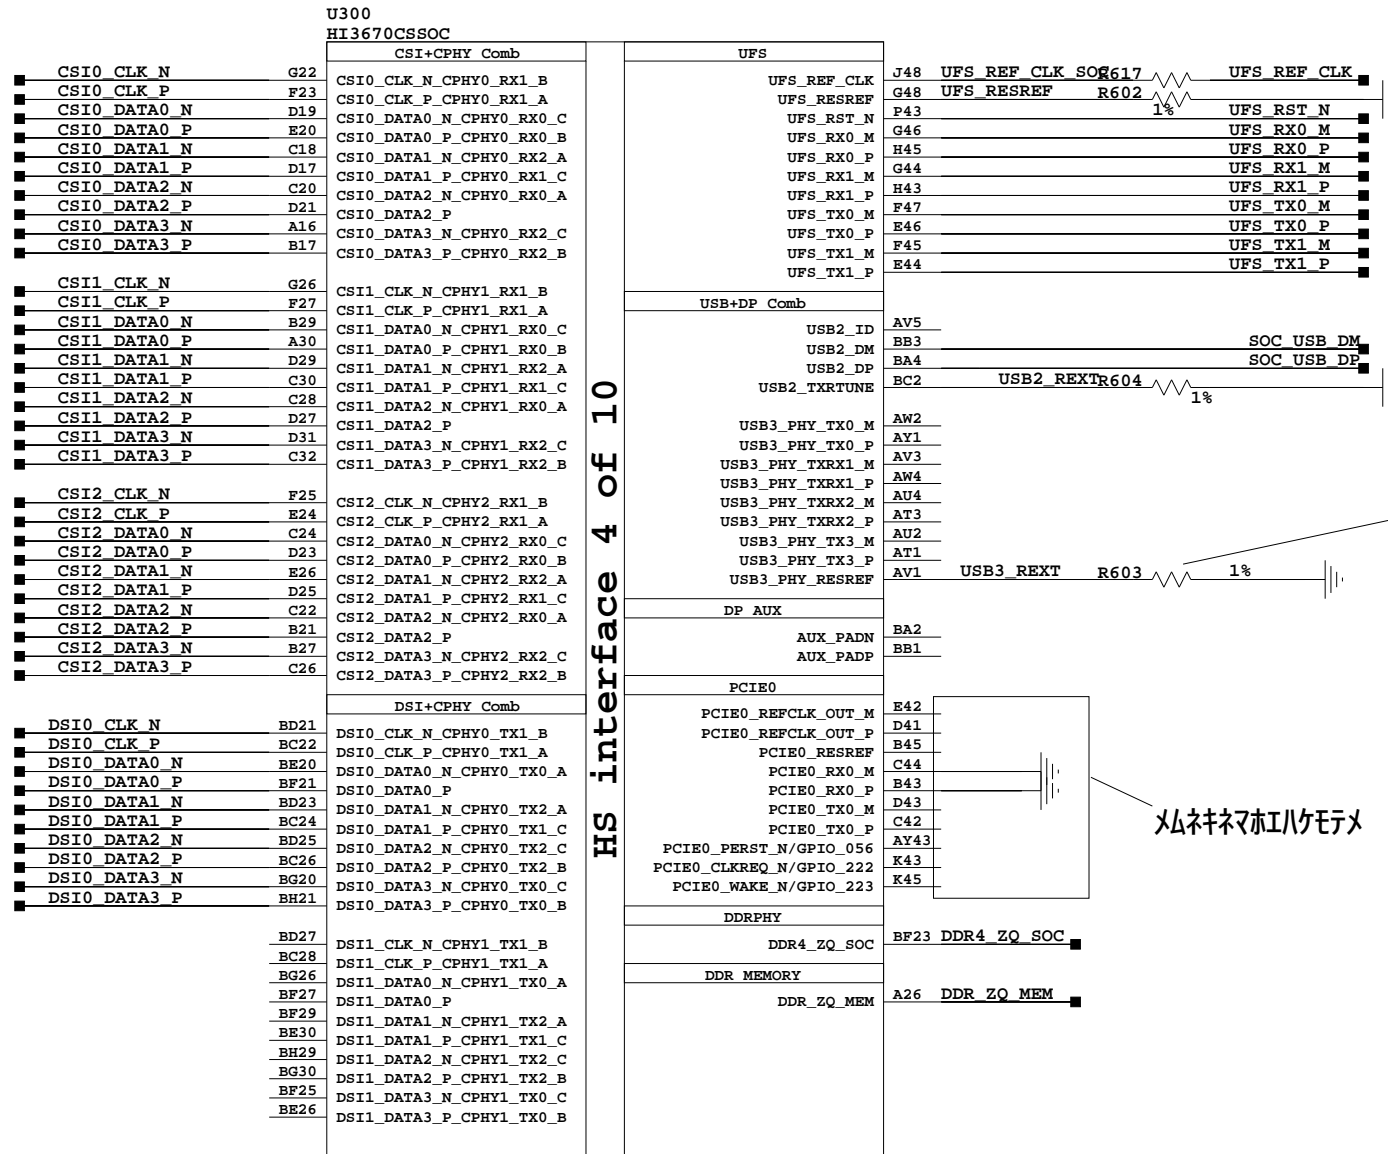 U300
HI3670CSSOC
CSI+CPHY Comb
CSI0_CLK_N G22 CSI0_CLK_N_CPHY0_RX1_B
CSI0_CLK_P F23 CSI0_CLK_P_CPHY0_RX1_A
CSI0_DATA0_N D19 CSI0_DATA0_N_CPHY0_RX0_C
CSI0_DATA0_P E20 CSI0_DATA0_P_CPHY0_RX0_B
CSI0_DATA1_N C18 CSI0_DATA1_N_CPHY0_RX2_A
CSI0_DATA1_P D17 CSI0_DATA1_P_CPHY0_RX1_C
CSI0_DATA2_N C20 CSI0_DATA2_N_CPHY0_RX0_A
CSI0_DATA2_P D21 CSI0_DATA2_P
CSI0_DATA3_N A16 CSI0_DATA3_N_CPHY0_RX2_C
CSI0_DATA3_P B17 CSI0_DATA3_P_CPHY0_RX2_B
CSI1_CLK_N G26 CSI1_CLK_N_CPHY1_RX1_B
CSI1_CLK_P F27 CSI1_CLK_P_CPHY1_RX1_A
CSI1_DATA0_N B29 CSI1_DATA0_N_CPHY1_RX0_C
CSI1_DATA0_P A30 CSI1_DATA0_P_CPHY1_RX0_B
CSI1_DATA1_N D29 CSI1_DATA1_N_CPHY1_RX2_A
CSI1_DATA1_P C30 CSI1_DATA1_P_CPHY1_RX1_C
CSI1_DATA2_N C28 CSI1_DATA2_N_CPHY1_RX0_A
CSI1_DATA2_P D27 CSI1_DATA2_P
CSI1_DATA3_N D31 CSI1_DATA3_N_CPHY1_RX2_C
CSI1_DATA3_P C32 CSI1_DATA3_P_CPHY1_RX2_B
CSI2_CLK_N F25 CSI2_CLK_N_CPHY2_RX1_B
CSI2_CLK_P E24 CSI2_CLK_P_CPHY2_RX1_A
CSI2_DATA0_N C24 CSI2_DATA0_N_CPHY2_RX0_C
CSI2_DATA0_P D23 CSI2_DATA0_P_CPHY2_RX0_B
CSI2_DATA1_N E26 CSI2_DATA1_N_CPHY2_RX2_A
CSI2_DATA1_P D25 CSI2_DATA1_P_CPHY2_RX1_C
CSI2_DATA2_N C22 CSI2_DATA2_N_CPHY2_RX0_A
CSI2_DATA2_P B21 CSI2_DATA2_P
CSI2_DATA3_N B27 CSI2_DATA3_N_CPHY2_RX2_C
CSI2_DATA3_P C26 CSI2_DATA3_P_CPHY2_RX2_B
DSI+CPHY Comb
DSI0_CLK_N BD21 DSI0_CLK_N_CPHY0_TX1_B
DSI0_CLK_P BC22 DSI0_CLK_P_CPHY0_TX1_A
DSI0_DATA0_N BE20 DSI0_DATA0_N_CPHY0_TX0_A
DSI0_DATA0_P BF21 DSI0_DATA0_P
DSI0_DATA1_N BD23 DSI0_DATA1_N_CPHY0_TX2_A
DSI0_DATA1_P BC24 DSI0_DATA1_P_CPHY0_TX1_C
DSI0_DATA2_N BD25 DSI0_DATA2_N_CPHY0_TX2_C
DSI0_DATA2_P BC26 DSI0_DATA2_P_CPHY0_TX2_B
DSI0_DATA3_N BG20 DSI0_DATA3_N_CPHY0_TX0_C
DSI0_DATA3_P BH21 DSI0_DATA3_P_CPHY0_TX0_B
BD27 DSI1_CLK_N_CPHY1_TX1_B
BC28 DSI1_CLK_P_CPHY1_TX1_A
BG26 DSI1_DATA0_N_CPHY1_TX0_A
BF27 DSI1_DATA0_P
BF29 DSI1_DATA1_N_CPHY1_TX2_A
BE30 DSI1_DATA1_P_CPHY1_TX1_C
BH29 DSI1_DATA2_N_CPHY1_TX2_C
BG30 DSI1_DATA2_P_CPHY1_TX2_B
BF25 DSI1_DATA3_N_CPHY1_TX0_C
BE26 DSI1_DATA3_P_CPHY1_TX0_B
HS interface 4 of 10
UFS
UFS_REF_CLK J48 UFS_REF_CLK_SOC R617 UFS_REF_CLK
UFS_RESREF G48 UFS_RESREF R602 1%
UFS_RST_N P43 UFS_RST_N
UFS_RX0_M G46 UFS_RX0_M
UFS_RX0_P H45 UFS_RX0_P
UFS_RX1_M G44 UFS_RX1_M
UFS_RX1_P H43 UFS_RX1_P
UFS_TX0_M F47 UFS_TX0_M
UFS_TX0_P E46 UFS_TX0_P
UFS_TX1_M F45 UFS_TX1_M
UFS_TX1_P E44 UFS_TX1_P
USB+DP Comb
USB2_ID AV5
USB2_DM BB3 SOC_USB_DM
USB2_DP BA4 SOC_USB_DP
USB2_TXRTUNE BC2 USB2_REXT R604 1%
USB3_PHY_TX0_M AW2
USB3_PHY_TX0_P AY1
USB3_PHY_TXRX1_M AV3
USB3_PHY_TXRX1_P AW4
USB3_PHY_TXRX2_M AU4
USB3_PHY_TXRX2_P AT3
USB3_PHY_TX3_M AU2
USB3_PHY_TX3_P AT1
USB3_PHY_RESREF AV1 USB3_REXT R603 1%
DP AUX
AUX_PADN BA2
AUX_PADP BB1
PCIE0
PCIE0_REFCLK_OUT_M E42
PCIE0_REFCLK_OUT_P D41
PCIE0_RESREF B45
PCIE0_RX0_M C44
PCIE0_RX0_P B43
PCIE0_TX0_M D43
PCIE0_TX0_P C42
PCIE0_PERST_N/GPIO_056 AY43
PCIE0_CLKREQ_N/GPIO_222 K43
PCIE0_WAKE_N/GPIO_223 K45
メムネキネマホエハケモテメ
DDRPHY
DDR4_ZQ_SOC BF23 DDR4_ZQ_SOC
DDR MEMORY
DDR_ZQ_MEM A26 DDR_ZQ_MEM